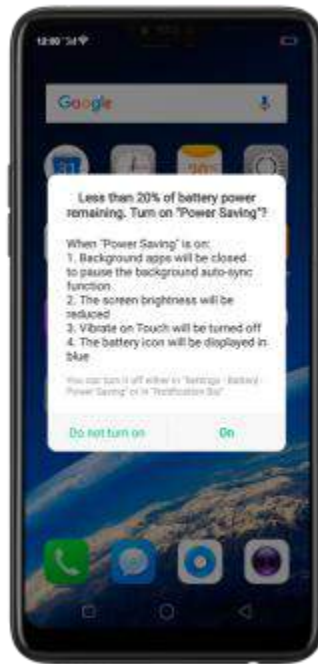 12:00
Google
31
Less than 20% of battery power
remaining. Turn on "Power Saving"?
When "Power Saving" is on:
1. Background apps will be closed
to pause the background auto-sync
function
2. The screen brightness will be
reduced
3. Vibrate on Touch will be turned off
4. The battery icon will be displayed in
blue
You can turn it off either in "Settings - Battery -
Power Saving" or in "Notification Bar"
Do not turn on
On